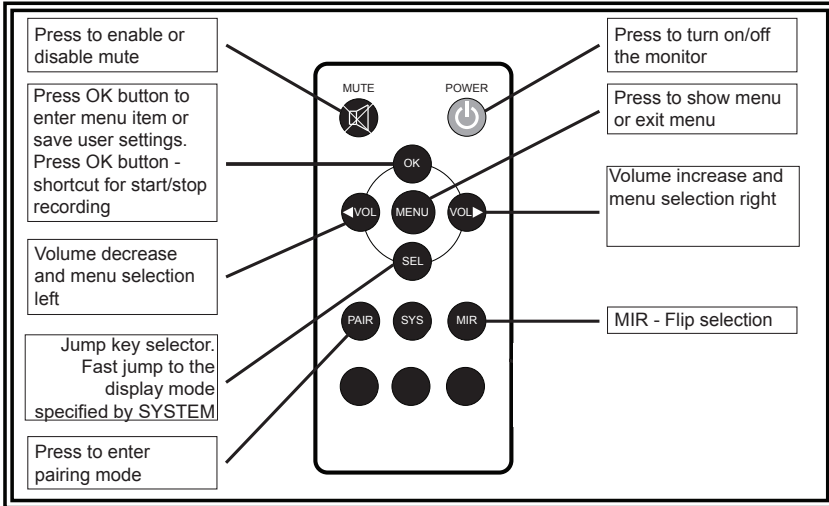 Press to enable or
disable mute
Press OK button to
enter menu item or
save user settings.
Press OK button -
shortcut for start/stop
recording
Volume decrease
and menu selection
left
Jump key selector.
Fast jump to the
display mode
specified by SYSTEM
Press to enter
pairing mode
MUTE
POWER
OK
VOL
MENU
VOL
SEL
PAIR
SYS
MIR
Press to turn on/off
the monitor
Press to show menu
or exit menu
Volume increase and
menu selection right
MIR - Flip selection